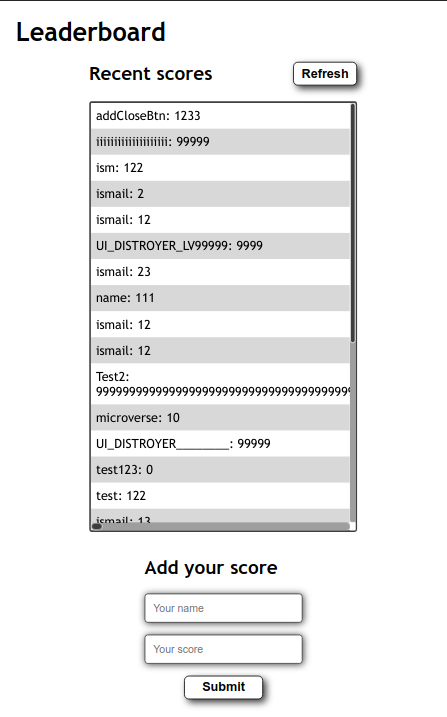 Leaderboard
Recent scores
Refresh
addCloseBtn: 1233
iiiiiiiiiiiiiiiiiiii: 99999
ism: 122
ismail: 2
ismail: 12
UI_DISTROYER_LV99999: 9999
ismail: 23
name: 111
ismail: 12
ismail: 12
Test2:
microverse: 10
UI_DISTROYER________: 99999
test123: 0
test: 122
ismail: 13
Add your score
Your name
Your score
Submit